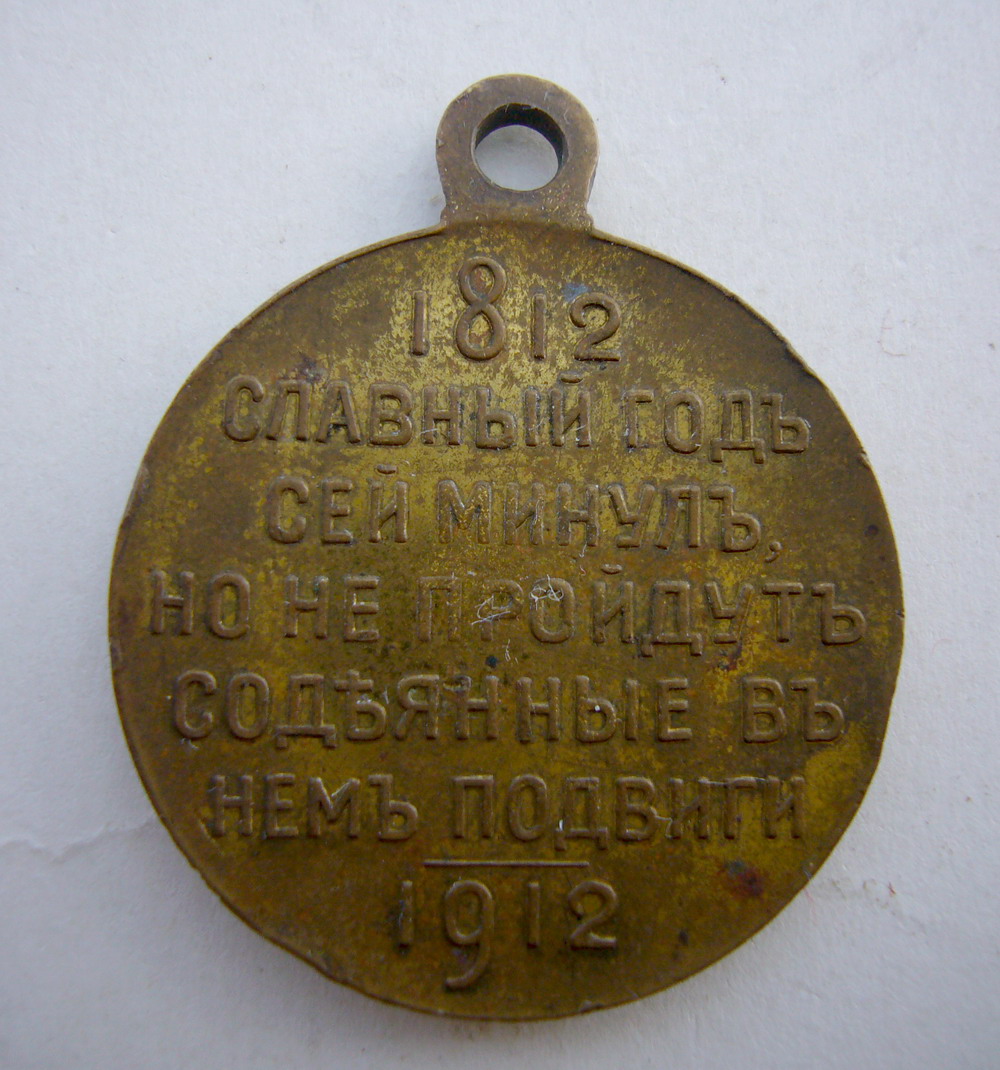 1812
СЛАВНЫЙ ГОДЪ
СЕЙ МИНУЛЪ,
НО НЕ ПРОЙДУТЪ
СОДѢЯННЫЕ ВЪ
НЕМЪ ПОДВИГИ
1912